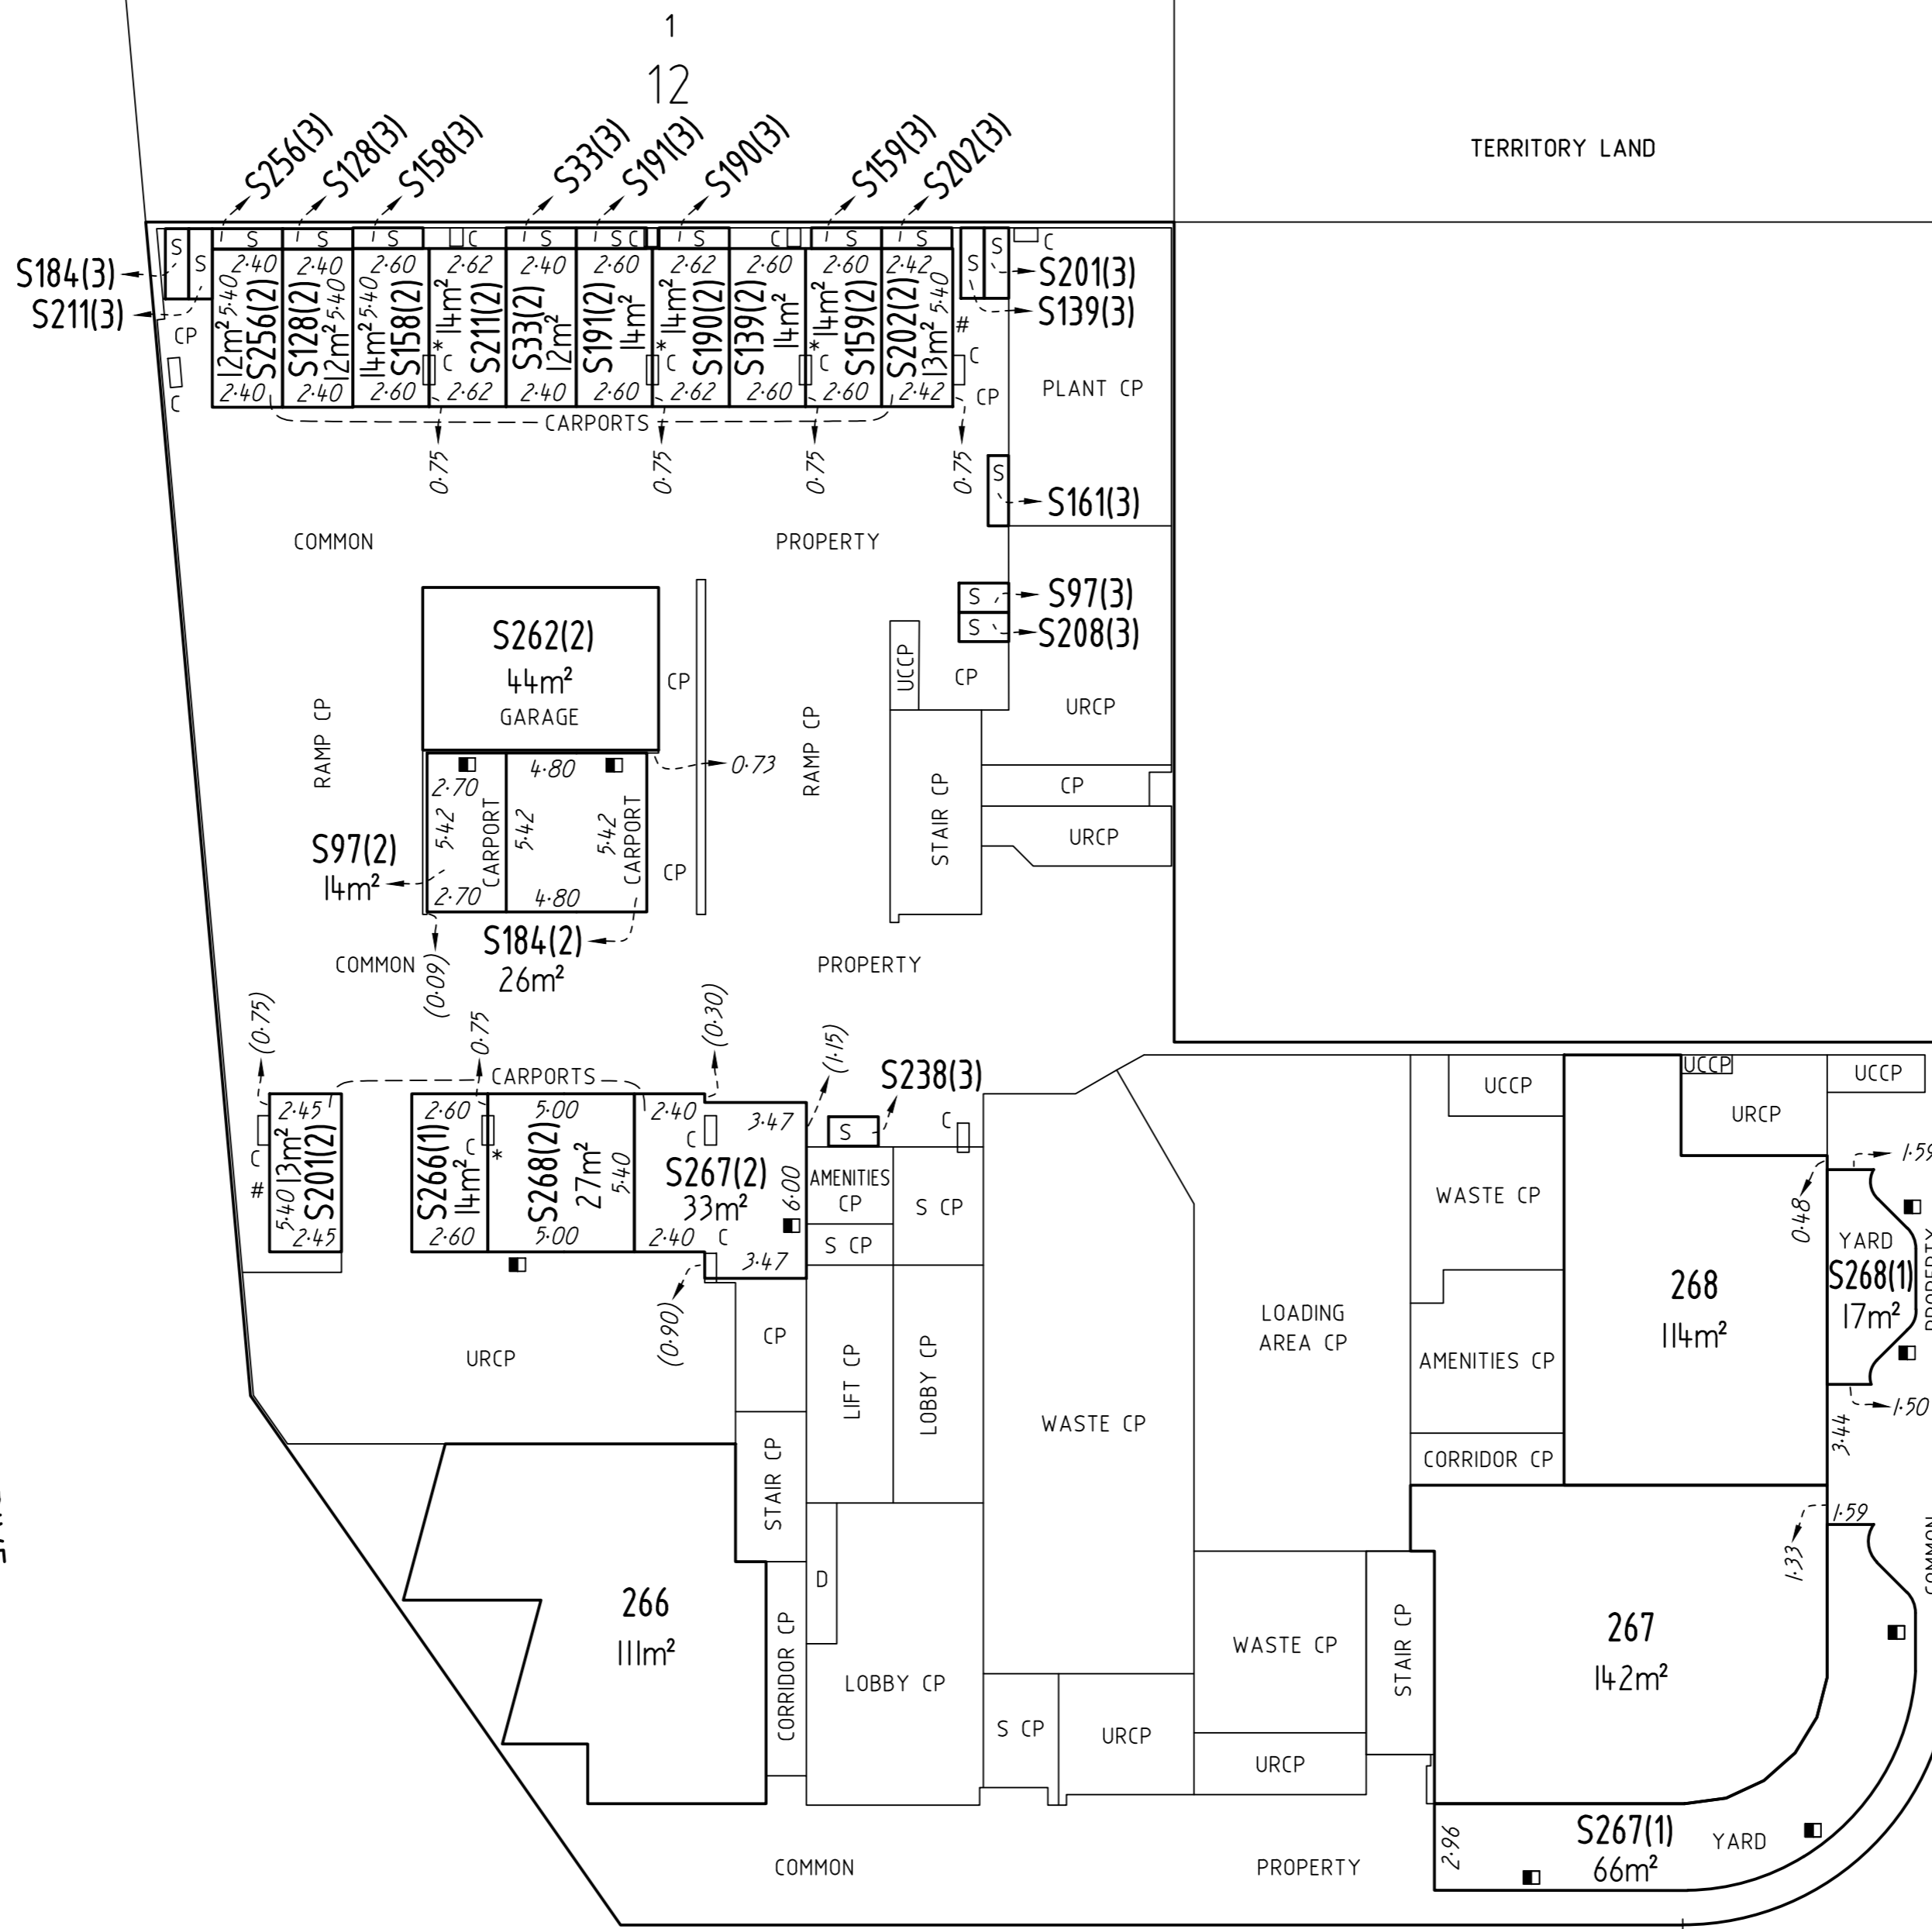 1
12
TERRITORY LAND
S256(3)
S128(3)
S158(3)
S33(3)
S191(3)
S190(3)
S159(3)
S202(3)
S184(3)
S211(3)
S S S S S C S S C S C S S S S C
S201(3)
S139(3)
CP
C
2·40 5·40 12m² S256(2) 2·40
2·40 5·40 12m² S128(2) 2·40
2·60 5·40 14m² S158(2) 2·60
2·62 14m² S211(2) 2·62
* C
2·40 S33(2) 12m² 2·40
2·60 S191(2) 14m² 2·60
* C
2·62 14m² S190(2) 2·62
2·60 S139(2) 14m² 2·60
* C
2·60 14m² S159(2) 2·60
2·42 S202(2) 13m² 5·40 2·42
#
C
CP
PLANT CP
CARPORTS
0·75
0·75
0·75
0·75
S
S161(3)
COMMON PROPERTY
S S97(3)
S S208(3)
S262(2)
44m²
GARAGE
CP
UCCP
CP
URCP
RAMP CP
RAMP CP
0·73
2·70 5·42 CARPORT 2·70
4·80 5·42 5·42 CARPORT 4·80
S97(2)
14m²
CP
STAIR CP
CP
URCP
S184(2)
26m²
(0·09)
COMMON PROPERTY
(0·75)
0·75
(0·30)
(1·15)
S238(3)
CARPORTS
S
C
2·45 5·40 13m² S201(2) 2·45
C
#
2·60 S266(1) 14m² 2·60
C
*
5·00 S268(2) 27m² 5·40 5·00
2·40 3·47
C
S267(2)
33m²
6·00
2·40 C 3·47
(0·90)
AMENITIES
CP
S CP
S CP
CP
LIFT CP
LOBBY CP
URCP
STAIR CP
266
111m²
CORRIDOR CP
D
LOBBY CP
WASTE CP
S CP
URCP
LOADING
AREA CP
WASTE CP
URCP
STAIR CP
UCCP
UCCP
UCCP
URCP
WASTE CP
AMENITIES CP
CORRIDOR CP
268
114m²
0·48
1·59
YARD
S268(1)
17m²
PROPERTY
1·50
3·44
1·59
1·33
COMMON
267
142m²
2·96
S267(1)
66m²
YARD
COMMON PROPERTY